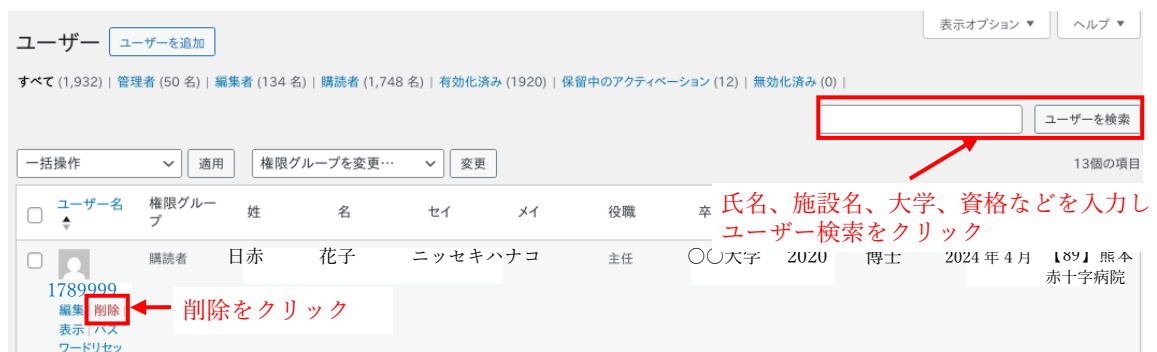 表示オプション ▼ ヘルプ ▼
ユーザー ユーザーを追加
すべて (1,932) | 管理者 (50 名) | 編集者 (134 名) | 購読者 (1,748 名) | 有効化済み (1920) | 保留中のアクティベーション (12) | 無効化済み (0) |
ユーザーを検索
一括操作 適用 権限グループを変更… 変更 13個の項目
ユーザー名 権限グループ 姓 名 セイ メイ 役職 卒
氏名、施設名、大学、資格などを入力し
ユーザー検索をクリック
購読者 日赤 花子 ニッセキハナコ 主任 〇〇大学 2020 博士 2024 年 4 月 【89】熊本
赤十字病院
1789999
編集 | 削除 |
削除をクリック
表示 | パス
ワードリセッ